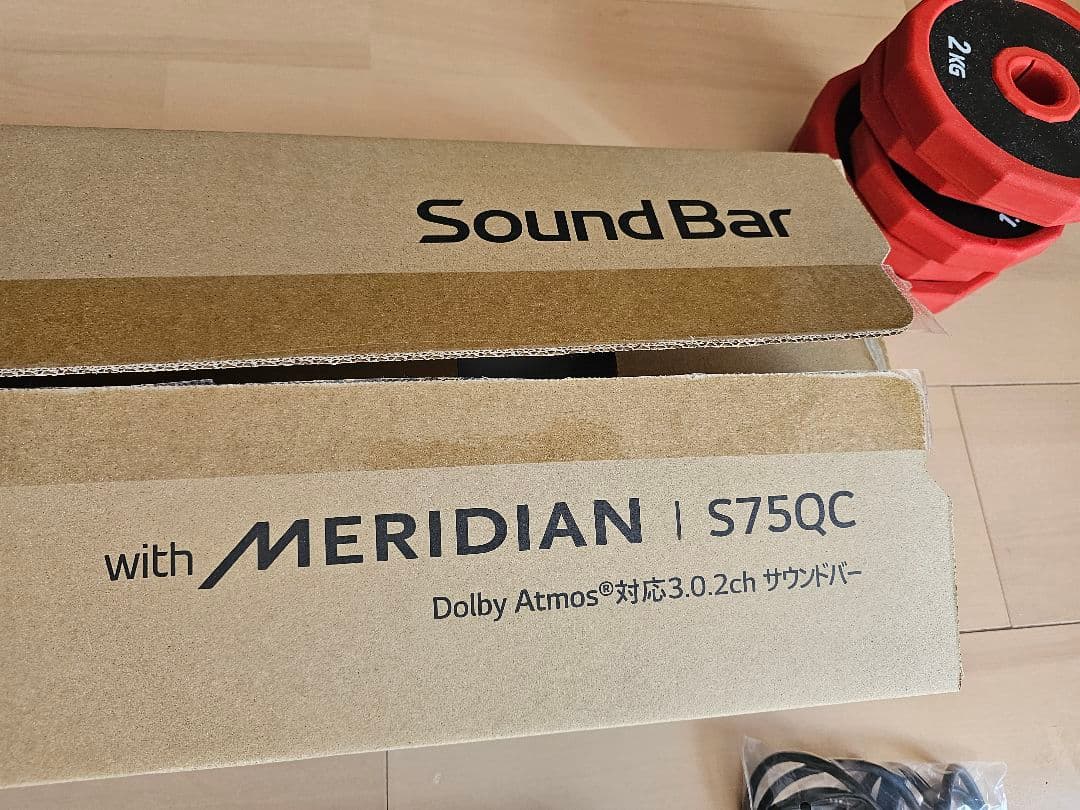 Sound Bar
with MERIDIAN | S75QC
Dolby Atmos®対応3.0.2ch サウンドバー
2KG